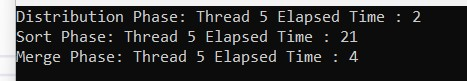 Distribution Phase: Thread 5 Elapsed Time : 2
Sort Phase: Thread 5 Elapsed Time : 21
Merge Phase: Thread 5 Elapsed Time : 4